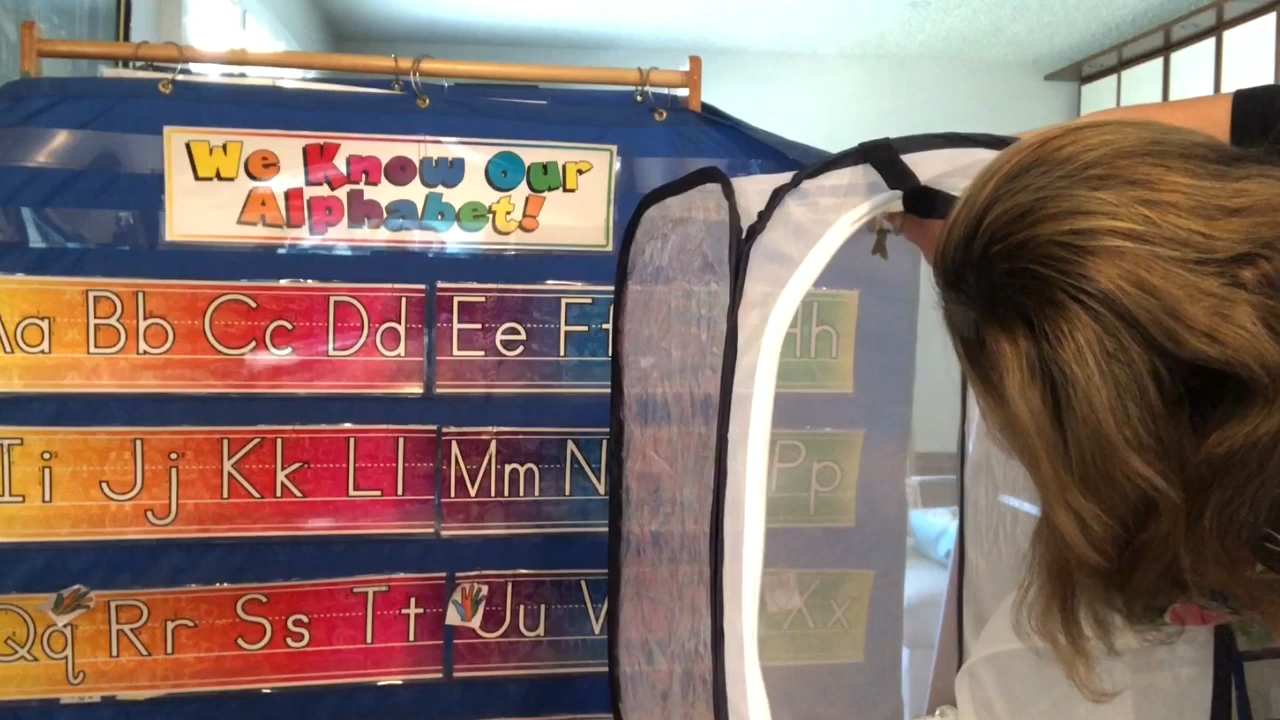 We Know Our
Alphabet!
Aa Bb Cc Dd Ee Ff Hh
Ii Jj Kk Ll Mm N Pp
Qq Rr Ss Tt Uu V Xx